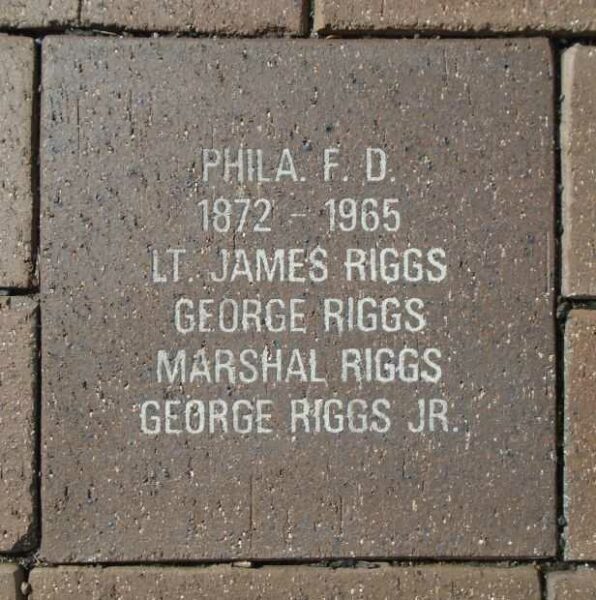 PHILA. F. D.
1872 - 1965
LT. JAMES RIGGS
GEORGE RIGGS
MARSHAL RIGGS
GEORGE RIGGS JR.